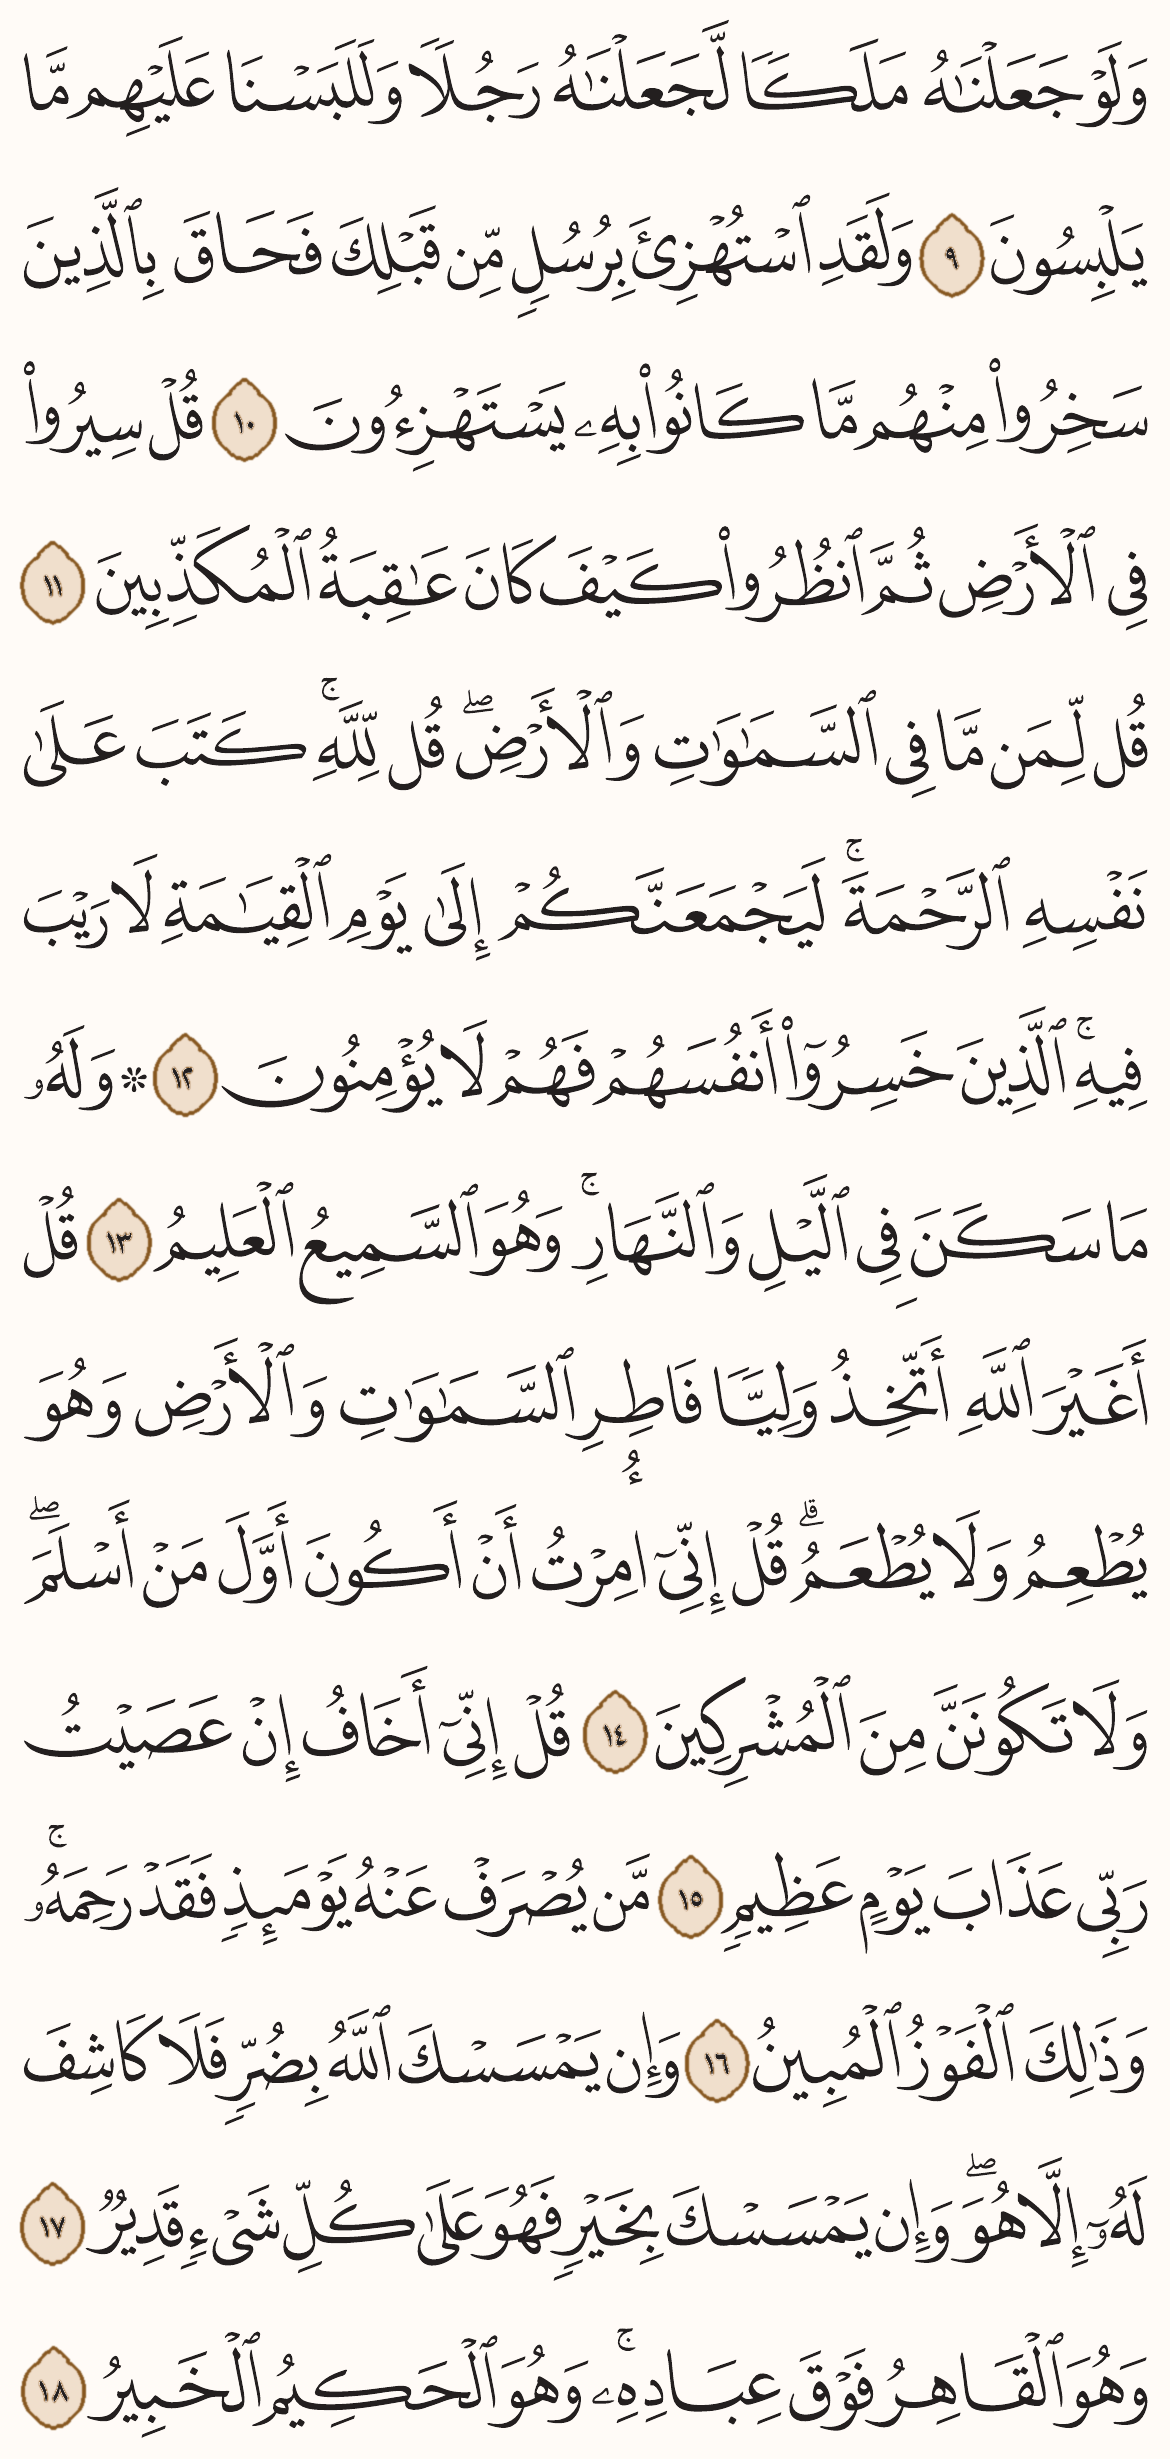 وَلَوْ جَعَلْنَٰهُ مَلَكًا لَّجَعَلْنَٰهُ رَجُلًا وَلَلَبَسْنَا عَلَيْهِم مَّا
يَلْبِسُونَ ٩ وَلَقَدِ ٱسْتُهْزِئَ بِرُسُلٍ مِّن قَبْلِكَ فَحَاقَ بِٱلَّذِينَ
سَخِرُوا۟ مِنْهُم مَّا كَانُوا۟ بِهِۦ يَسْتَهْزِءُونَ ١٠ قُلْ سِيرُوا۟
فِى ٱلْأَرْضِ ثُمَّ ٱنظُرُوا۟ كَيْفَ كَانَ عَٰقِبَةُ ٱلْمُكَذِّبِينَ ١١
قُل لِّمَن مَّا فِى ٱلسَّمَٰوَٰتِ وَٱلْأَرْضِۖ قُل لِّلَّهِۚ كَتَبَ عَلَىٰ
نَفْسِهِ ٱلرَّحْمَةَۚ لَيَجْمَعَنَّكُمْ إِلَىٰ يَوْمِ ٱلْقِيَٰمَةِ لَا رَيْبَ
فِيهِۚ ٱلَّذِينَ خَسِرُوٓا۟ أَنفُسَهُمْ فَهُمْ لَا يُؤْمِنُونَ ١٢ ۞ وَلَهُۥ
مَا سَكَنَ فِى ٱلَّيْلِ وَٱلنَّهَارِۚ وَهُوَ ٱلسَّمِيعُ ٱلْعَلِيمُ ١٣ قُلْ
أَغَيْرَ ٱللَّهِ أَتَّخِذُ وَلِيًّا فَاطِرِ ٱلسَّمَٰوَٰتِ وَٱلْأَرْضِ وَهُوَ
يُطْعِمُ وَلَا يُطْعَمُۗ قُلْ إِنِّىٓ أُمِرْتُ أَنْ أَكُونَ أَوَّلَ مَنْ أَسْلَمَۖ
وَلَا تَكُونَنَّ مِنَ ٱلْمُشْرِكِينَ ١٤ قُلْ إِنِّىٓ أَخَافُ إِنْ عَصَيْتُ
رَبِّى عَذَابَ يَوْمٍ عَظِيمٍ ١٥ مَّن يُصْرَفْ عَنْهُ يَوْمَئِذٍ فَقَدْ رَحِمَهُۥۚ
وَذَٰلِكَ ٱلْفَوْزُ ٱلْمُبِينُ ١٦ وَإِن يَمْسَسْكَ ٱللَّهُ بِضُرٍّ فَلَا كَاشِفَ
لَهُۥٓ إِلَّا هُوَۖ وَإِن يَمْسَسْكَ بِخَيْرٍ فَهُوَ عَلَىٰ كُلِّ شَىْءٍ قَدِيرٌ ١٧
وَهُوَ ٱلْقَاهِرُ فَوْقَ عِبَادِهِۦۚ وَهُوَ ٱلْحَكِيمُ ٱلْخَبِيرُ ١٨